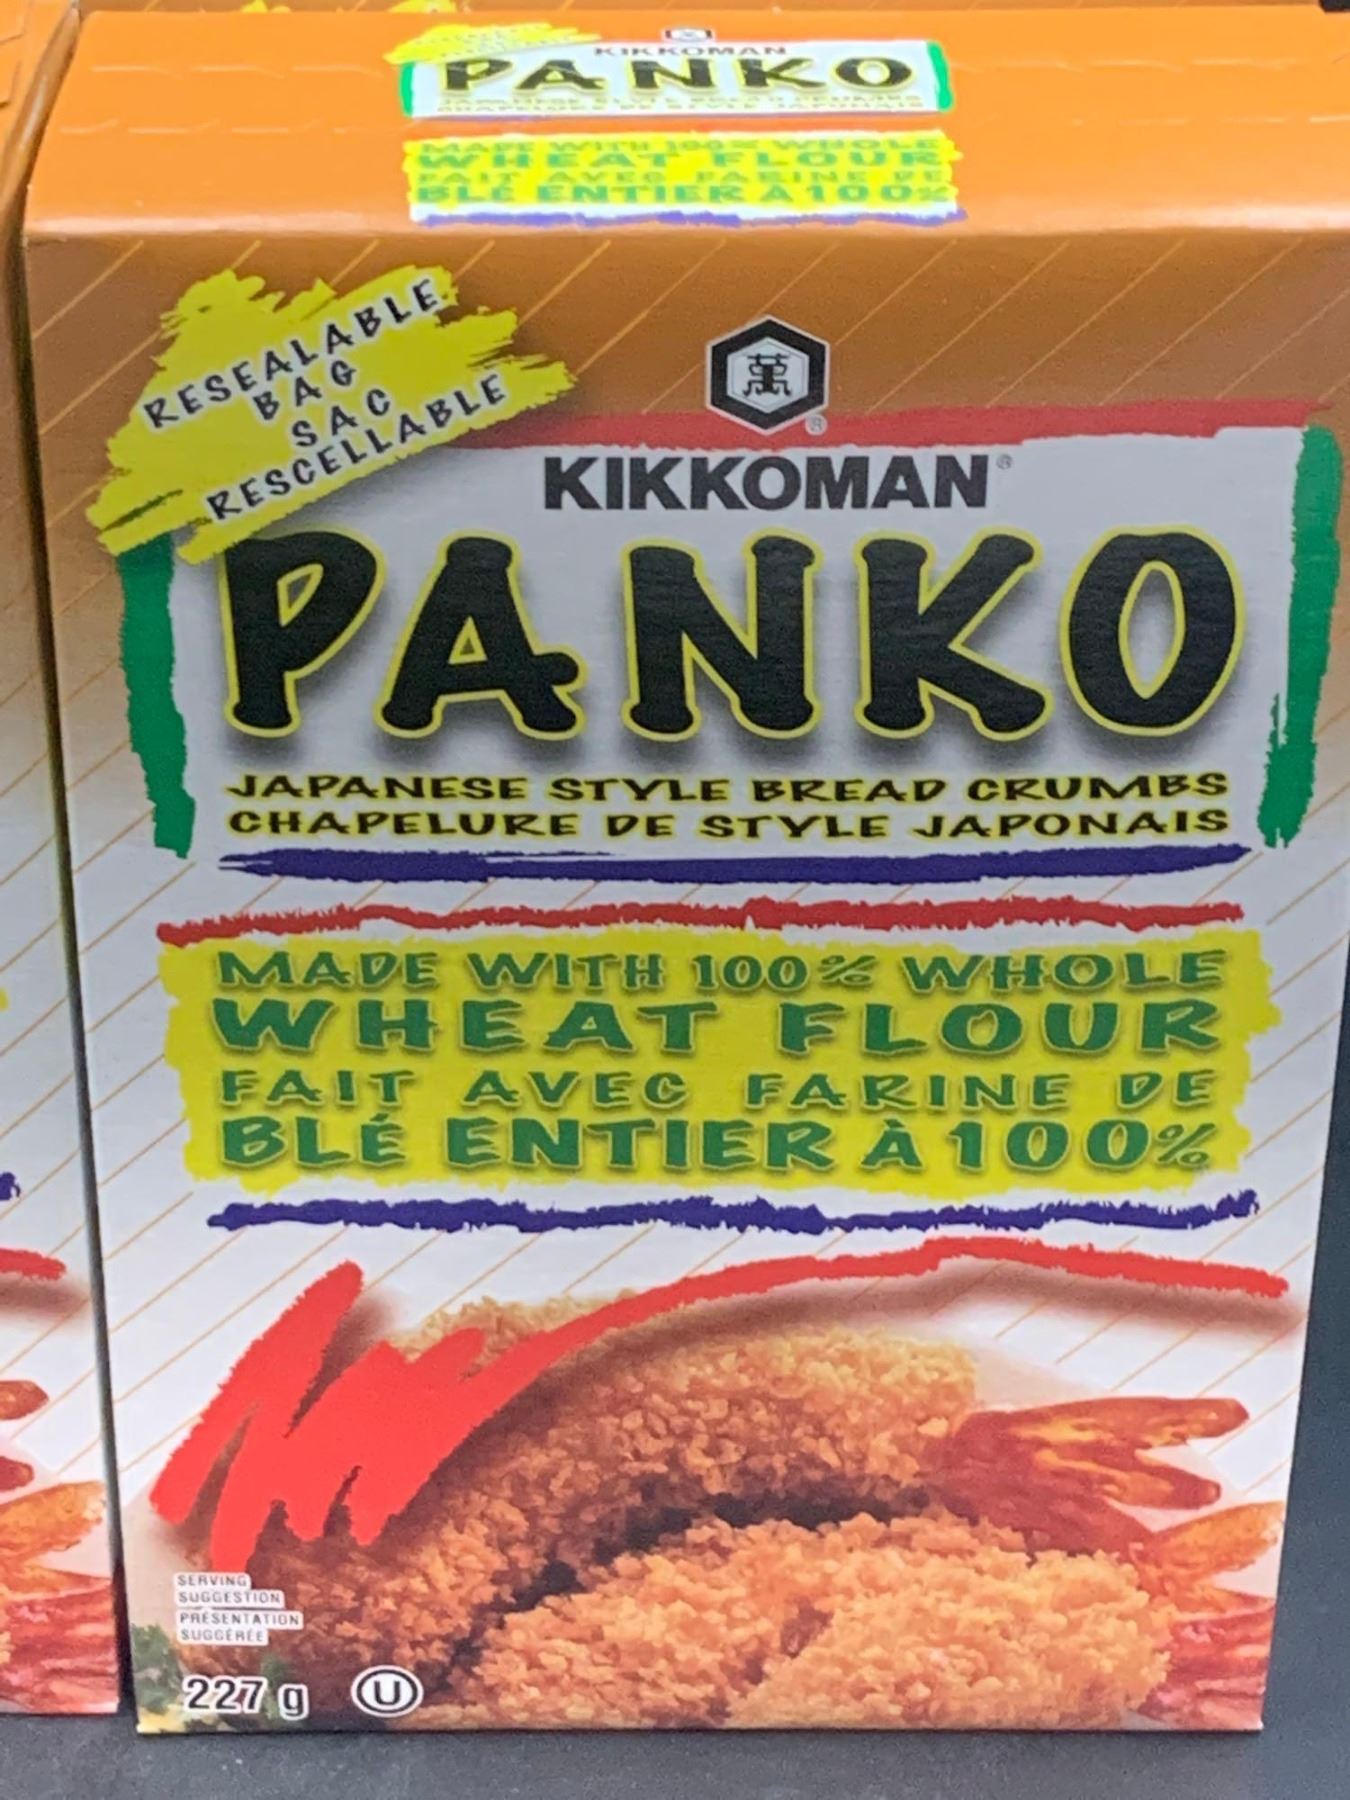 KIKKOMAN
PANKO
MADE WITH 100% WHOLE
WHEAT FLOUR
FAIT AVEC FARINE DE
BLÉ ENTIER À 100%
RESEALABLE
BAG
SAC
RESCELLABLE
萬
®
KIKKOMAN®
PANKO
JAPANESE STYLE BREAD CRUMBS
CHAPELURE DE STYLE JAPONAIS
MADE WITH 100% WHOLE
WHEAT FLOUR
FAIT AVEC FARINE DE
BLÉ ENTIER À 100%
SERVING
SUGGESTION
PRÉSENTATION
SUGGÉRÉE
227 g U